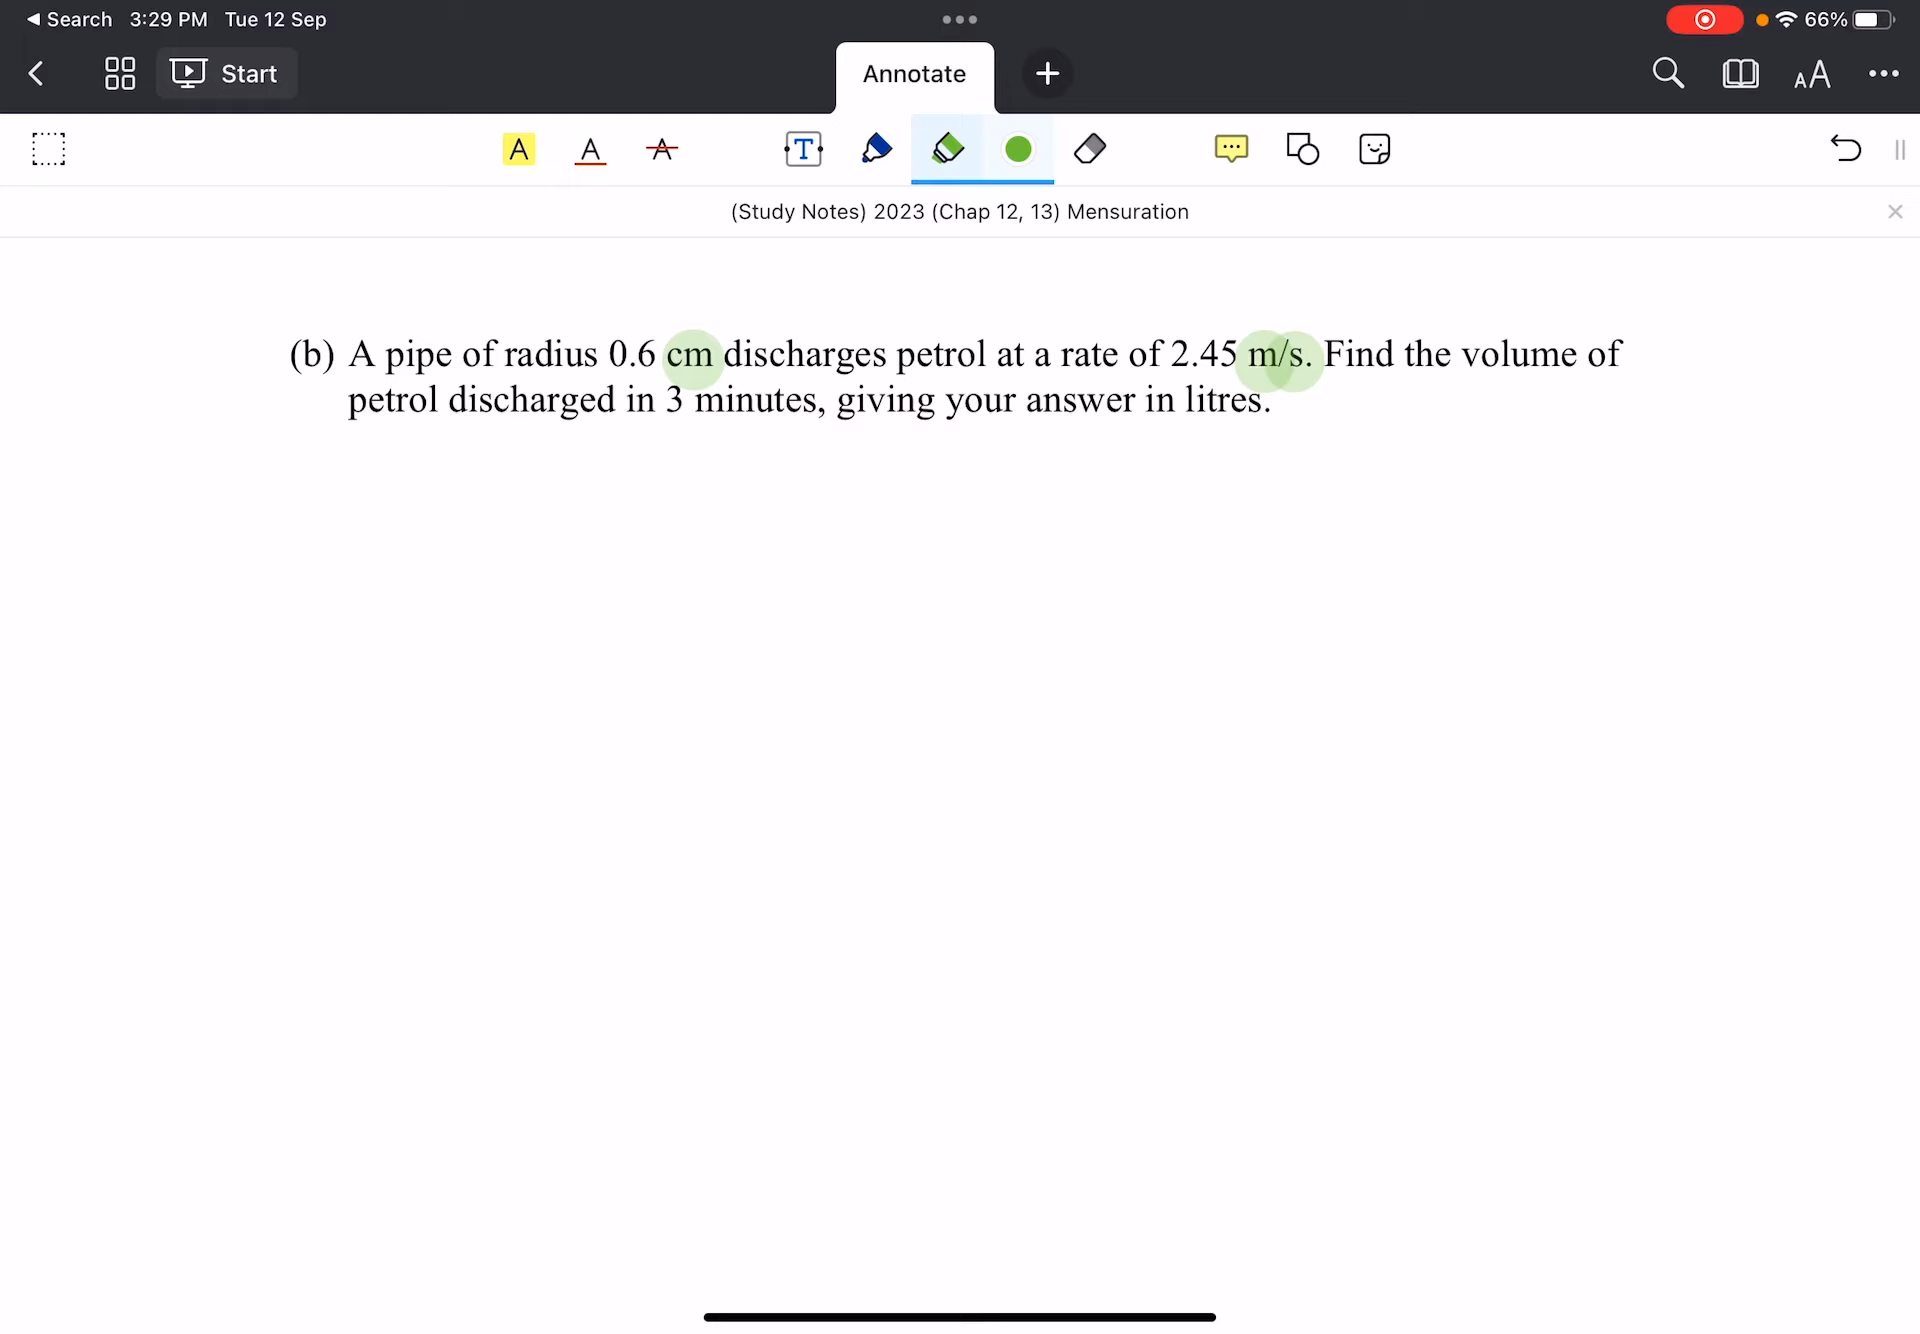 Search 3:29 PM Tue 12 Sep
66%
Start
Annotate
AA
A A A T
(Study Notes) 2023 (Chap 12, 13) Mensuration
(b) A pipe of radius 0.6 cm discharges petrol at a rate of 2.45 m/s. Find the volume of
petrol discharged in 3 minutes, giving your answer in litres.